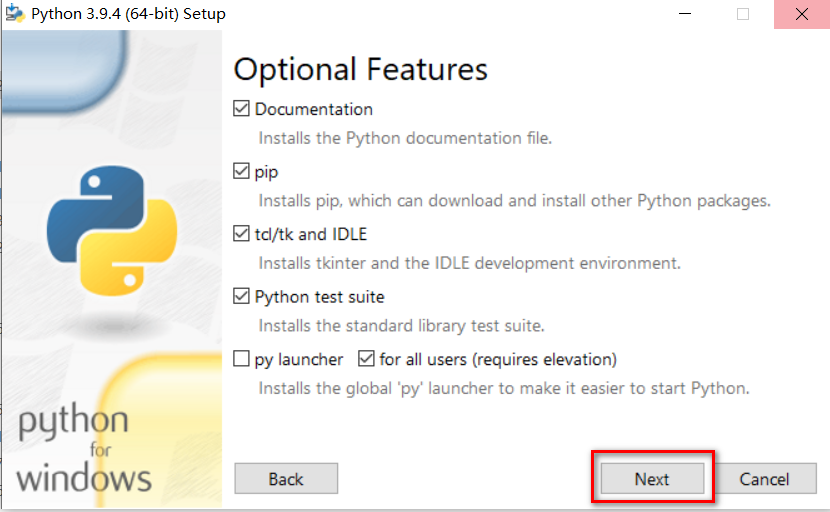 Python 3.9.4 (64-bit) Setup
Optional Features
Documentation
Installs the Python documentation file.
pip
Installs pip, which can download and install other Python packages.
tcl/tk and IDLE
Installs tkinter and the IDLE development environment.
Python test suite
Installs the standard library test suite.
py launcher for all users (requires elevation)
Installs the global 'py' launcher to make it easier to start Python.
python
for
windows
Back Next Cancel